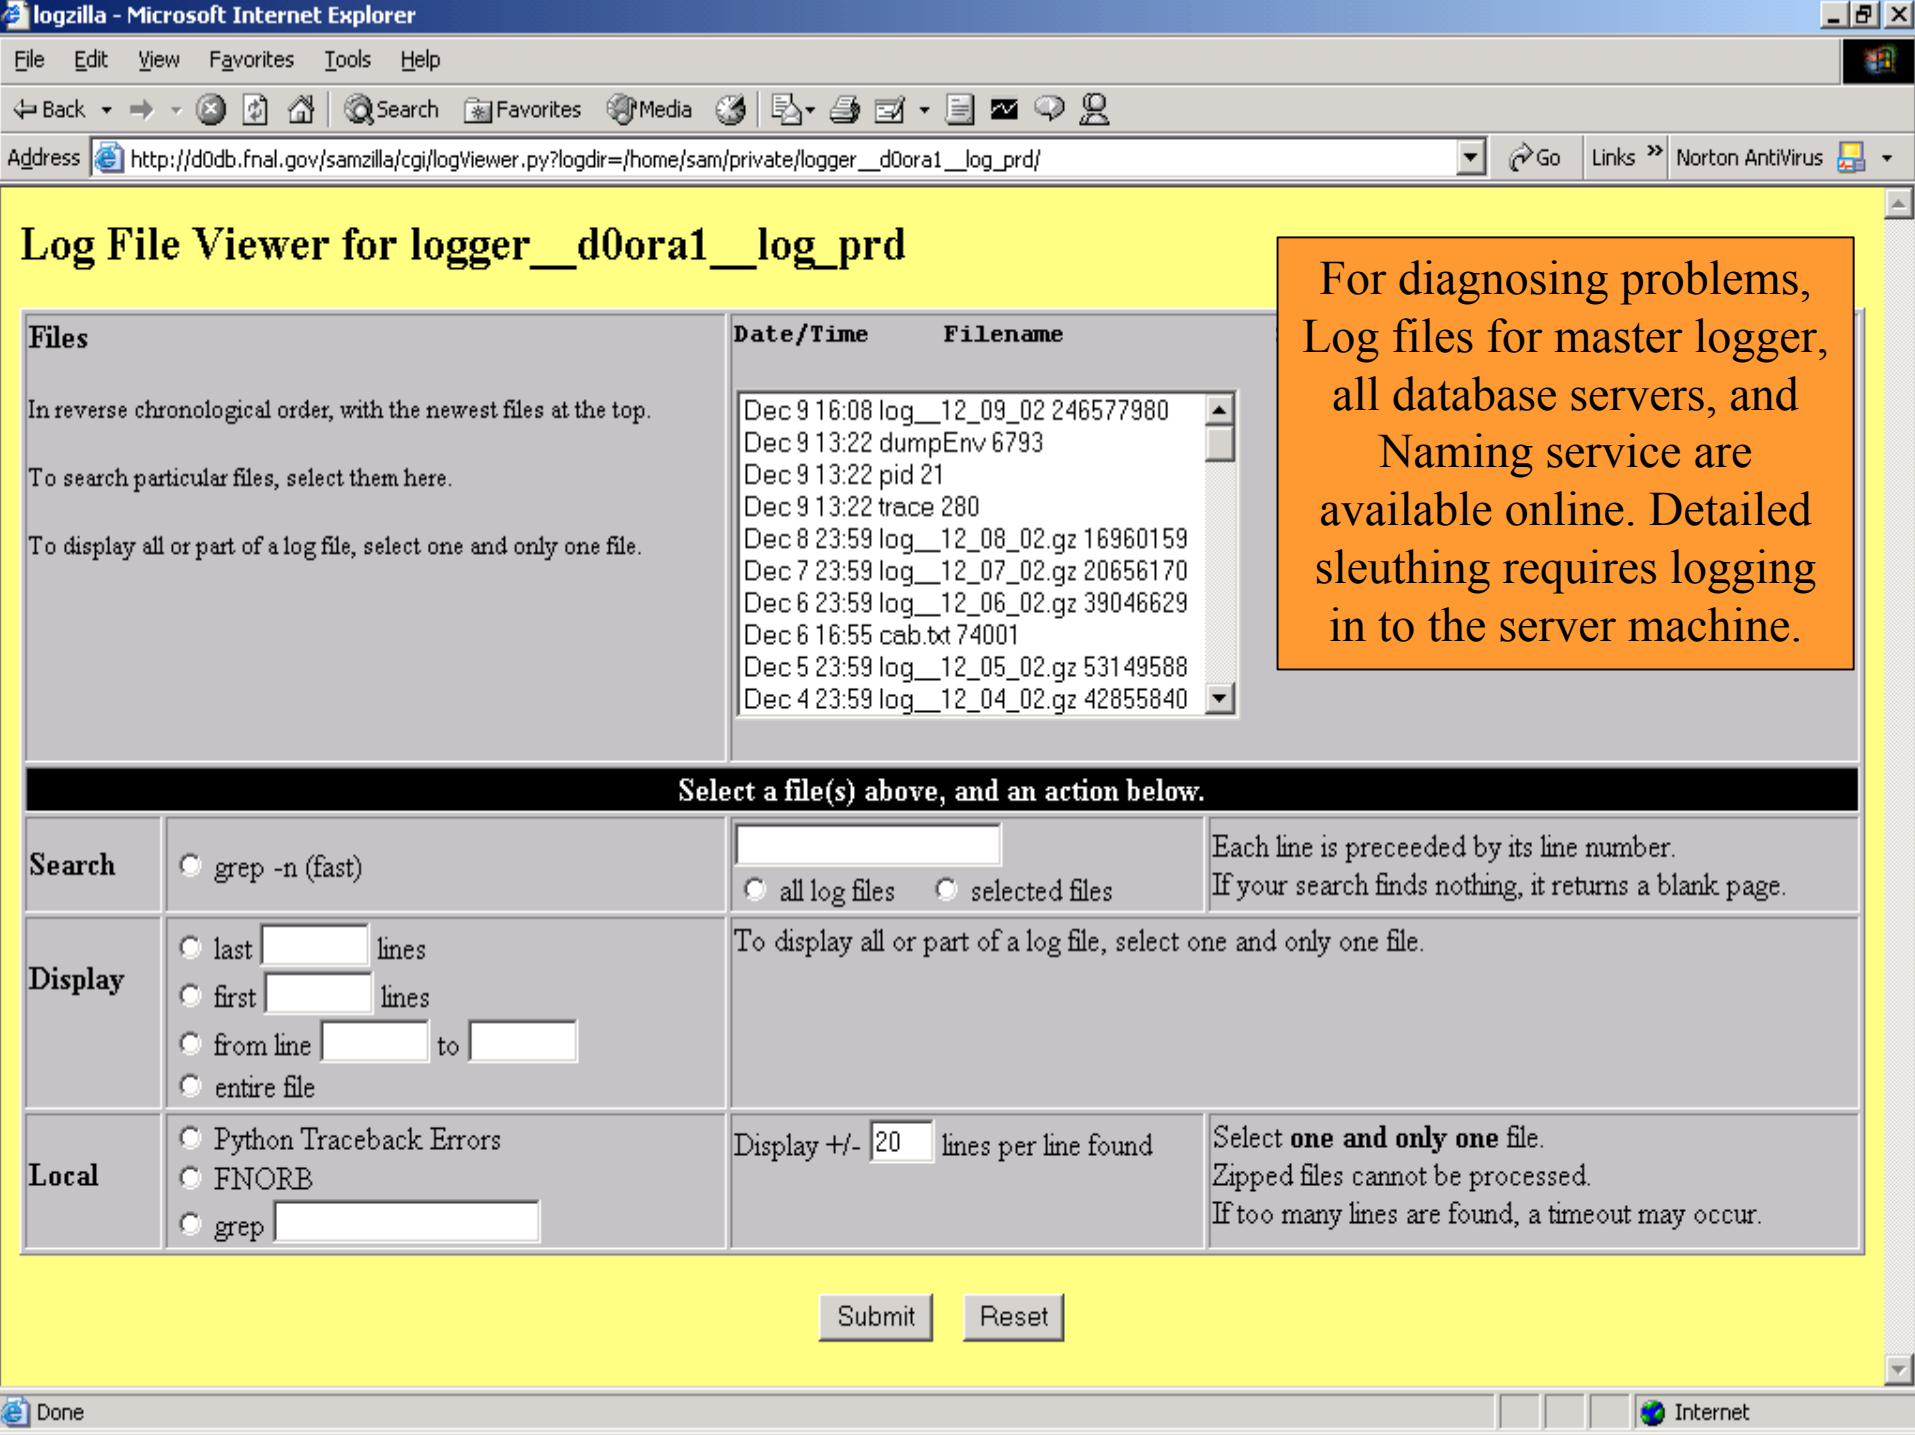 logzilla - Microsoft Internet Explorer
File Edit View Favorites Tools Help
Back Search Favorites Media
Address http://d0db.fnal.gov/samzilla/cgi/logViewer.py?logdir=/home/sam/private/logger__d0ora1__log_prd/ Go Links » Norton AntiVirus
Log File Viewer for logger__d0ora1__log_prd
For diagnosing problems,
Log files for master logger,
all database servers, and
Naming service are
available online. Detailed
sleuthing requires logging
in to the server machine.
Files
In reverse chronological order, with the newest files at the top.
To search particular files, select them here.
To display all or part of a log file, select one and only one file.
Date/Time Filename
Dec 9 16:08 log__12_09_02 246577980
Dec 9 13:22 dumpEnv 6793
Dec 9 13:22 pid 21
Dec 9 13:22 trace 280
Dec 8 23:59 log__12_08_02.gz 16960159
Dec 7 23:59 log__12_07_02.gz 20656170
Dec 6 23:59 log__12_06_02.gz 39046629
Dec 6 16:55 cab.txt 74001
Dec 5 23:59 log__12_05_02.gz 53149588
Dec 4 23:59 log__12_04_02.gz 42855840
Select a file(s) above, and an action below.
Search
grep -n (fast)
all log files selected files
Each line is preceeded by its line number.
If your search finds nothing, it returns a blank page.
Display
last lines
first lines
from line to
entire file
To display all or part of a log file, select one and only one file.
Local
Python Traceback Errors
FNORB
grep
Display +/- 20 lines per line found
Select one and only one file.
Zipped files cannot be processed.
If too many lines are found, a timeout may occur.
Submit Reset
Done Internet